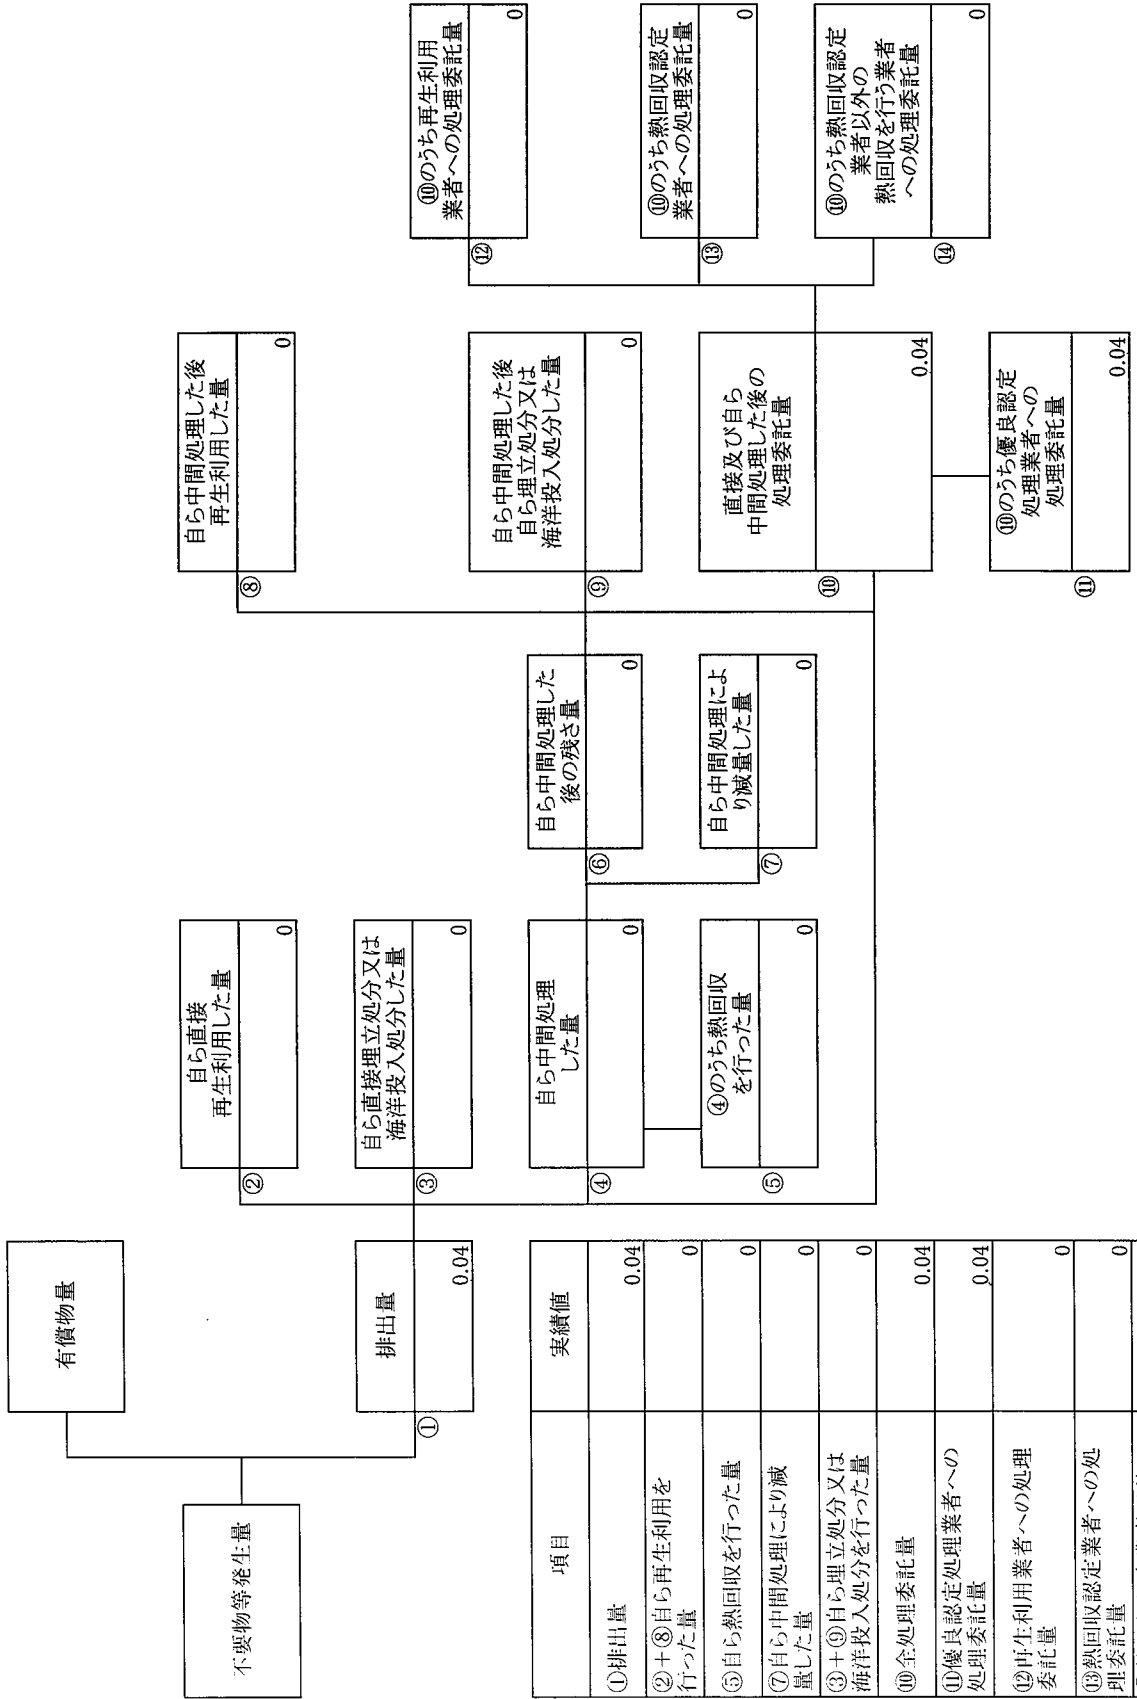 不要物等発生量
有償物量
①
排出量
0.04
②
自ら直接
再生利用した量
0
③
自ら直接埋立処分又は
海洋投入処分した量
0
④
自ら中間処理
した量
0
⑤
④のうち熱回収
を行った量
0
⑥
自ら中間処理した
後の残さ量
0
⑦
自ら中間処理によ
り減量した量
0
⑧
自ら中間処理した後
再生利用した量
0
⑨
自ら中間処理した後
自ら埋立処分又は
海洋投入処分した量
0
⑩
直接及び自ら
中間処理した後の
処理委託量
0.04
⑪
⑩のうち優良認定
処理業者への
処理委託量
0.04
⑫
⑩のうち再生利用
業者への処理委託量
0
⑬
⑩のうち熱回収認定
業者への処理委託量
0
⑭
⑩のうち熱回収認定
業者以外の
熱回収を行う業者
への処理委託量
0
項目 実績値
①排出量 0.04
②+⑧自ら再生利用を
行った量 0
⑤自ら熱回収を行った量 0
⑦自ら中間処理により減
量した量 0
③+⑨自ら埋立処分又は
海洋投入処分を行った量 0
⑩全処理委託量 0.04
⑪優良認定処理業者への
処理委託量 0.04
⑫再生利用業者への処理
委託量 0
⑬熱回収認定業者への処
理委託量 0